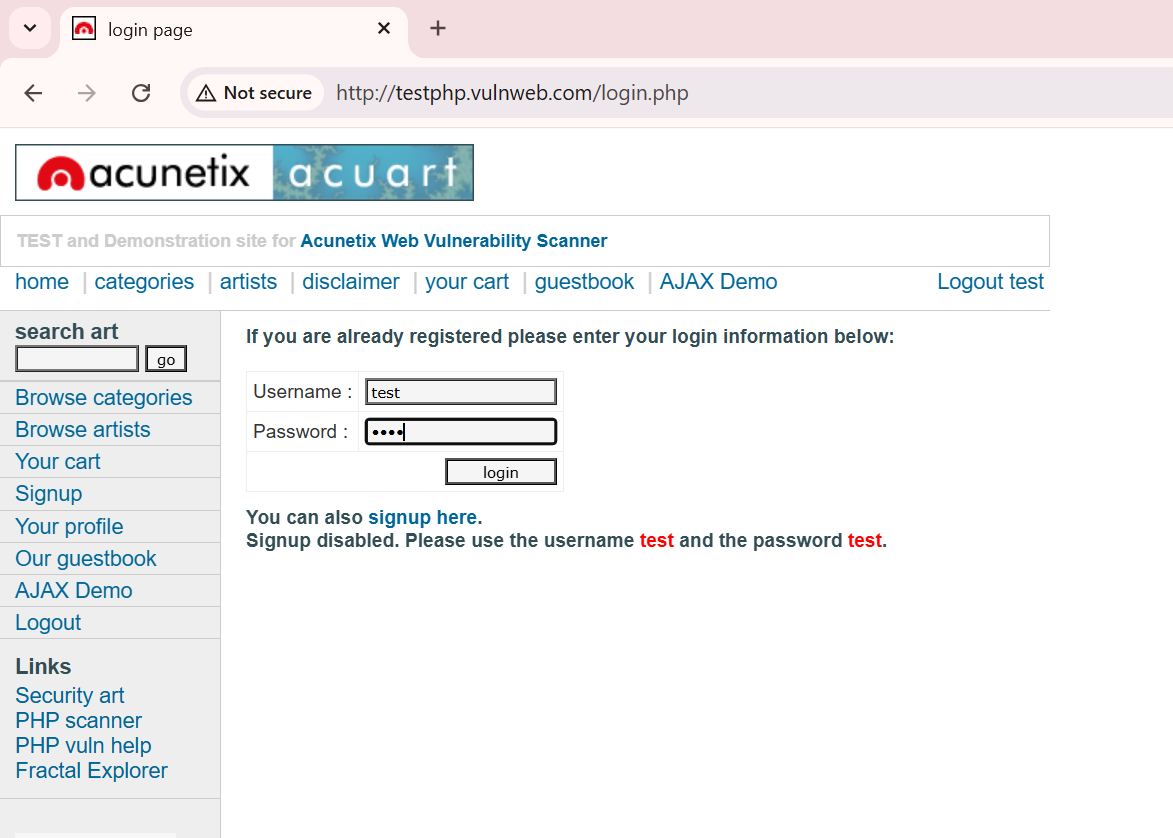 login page
Not secure http://testphp.vulnweb.com/login.php
acunetix acuart
TEST and Demonstration site for Acunetix Web Vulnerability Scanner
home | categories | artists | disclaimer | your cart | guestbook | AJAX Demo Logout test
search art
go
Browse categories
Browse artists
Your cart
Signup
Your profile
Our guestbook
AJAX Demo
Logout
Links
Security art
PHP scanner
PHP vuln help
Fractal Explorer
If you are already registered please enter your login information below:
Username : test
Password : ••••
login
You can also signup here.
Signup disabled. Please use the username test and the password test.